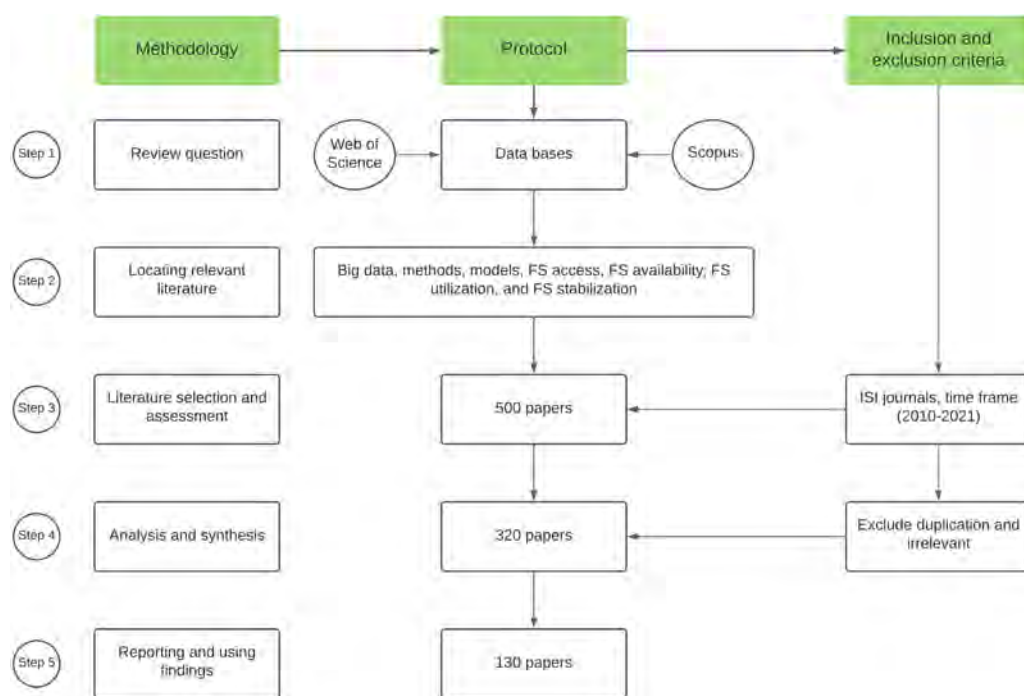 Methodology
Protocol
Inclusion and
exclusion criteria
Step 1
Review question
Web of
Science
Data bases
Scopus
Step 2
Locating relevant
literature
Big data, methods, models, FS access, FS availability, FS
utilization, and FS stabilization
Step 3
Literature selection and
assessment
500 papers
ISI journals, time frame
(2010-2021)
Step 4
Analysis and synthesis
320 papers
Exclude duplication and
irrelevant
Step 5
Reporting and using
findings
130 papers